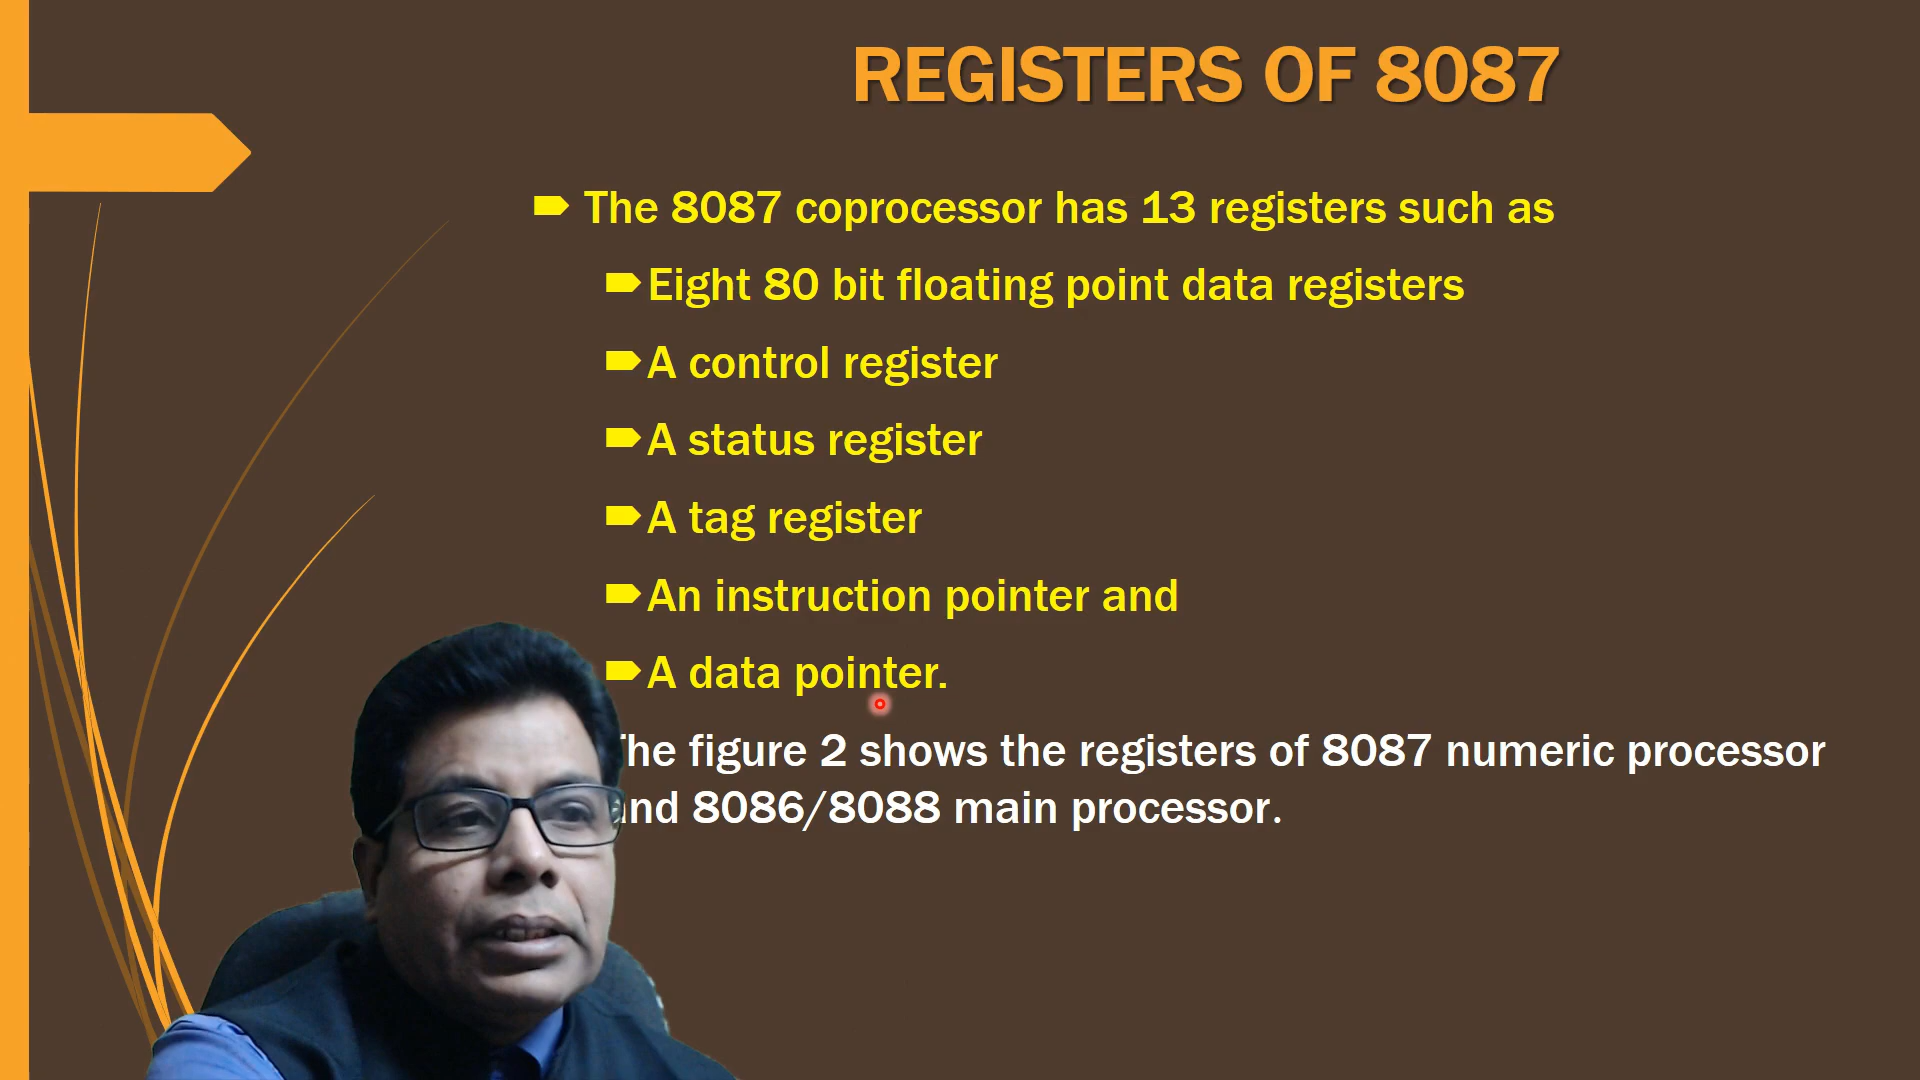 REGISTERS OF 8087
The 8087 coprocessor has 13 registers such as
Eight 80 bit floating point data registers
A control register
A status register
A tag register
An instruction pointer and
A data pointer.
The figure 2 shows the registers of 8087 numeric processor
and 8086/8088 main processor.